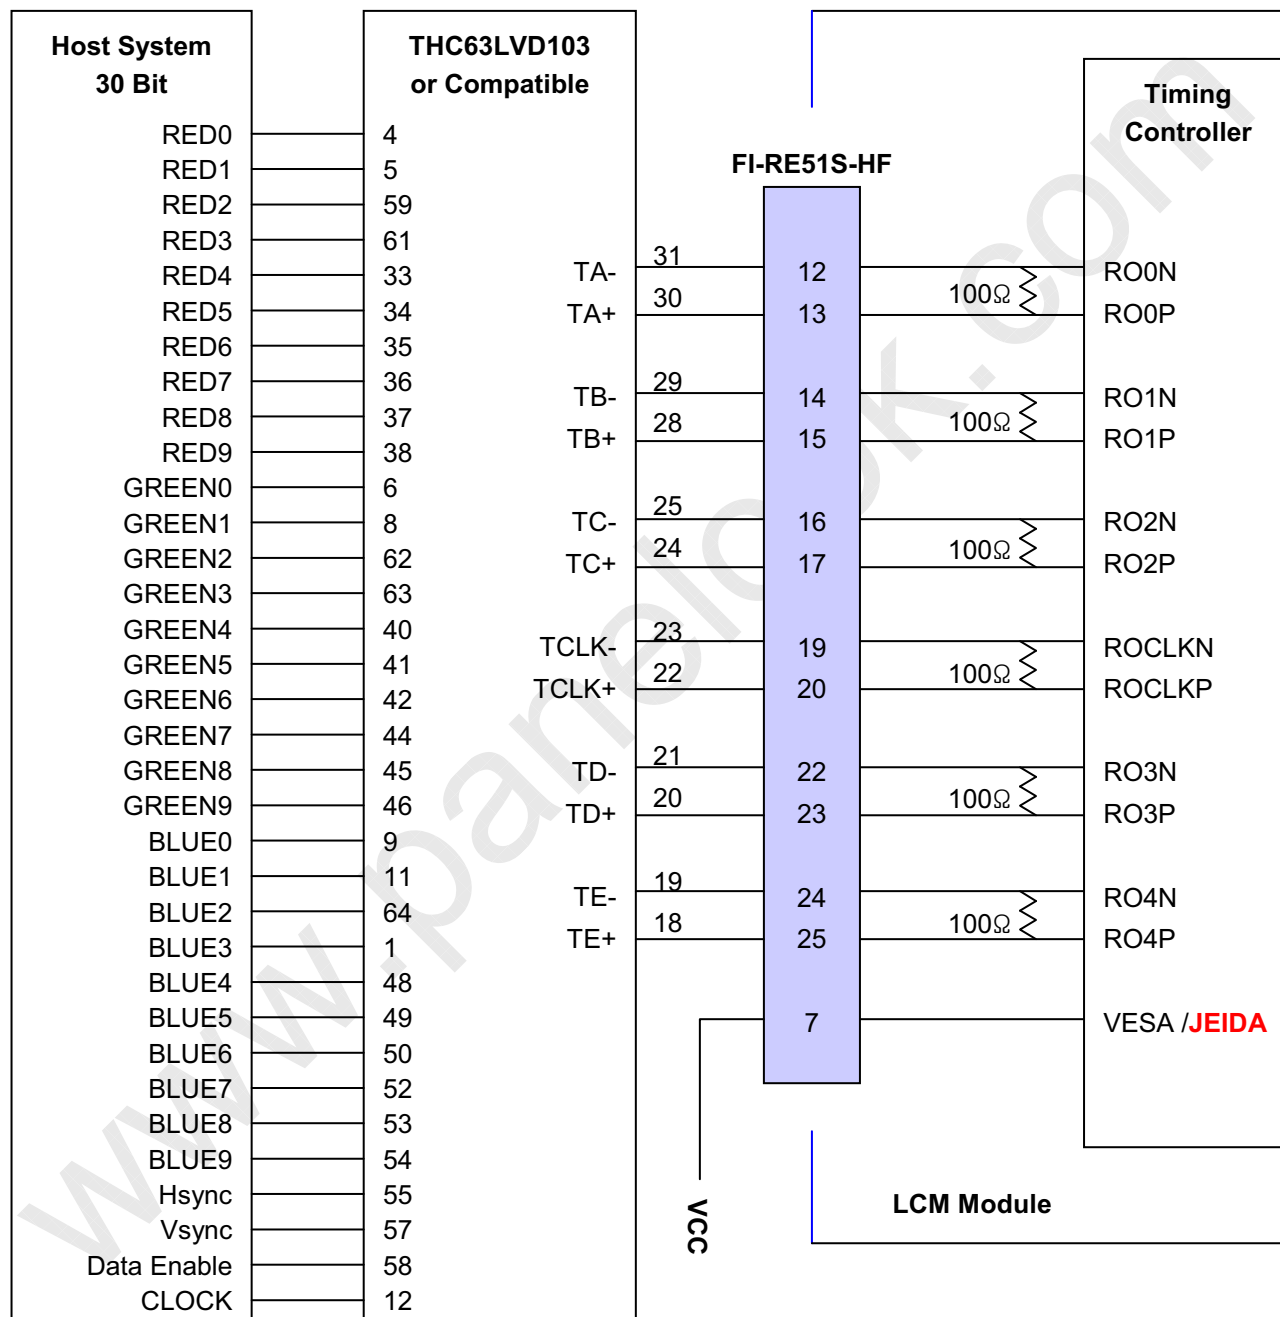 Host System
30 Bit
THC63LVD103
or Compatible
Timing
Controller
FI-RE51S-HF
RED0 4
RED1 5
RED2 59
RED3 61
RED4 33
RED5 34
RED6 35
RED7 36
RED8 37
RED9 38
GREEN0 6
GREEN1 8
GREEN2 62
GREEN3 63
GREEN4 40
GREEN5 41
GREEN6 42
GREEN7 44
GREEN8 45
GREEN9 46
BLUE0 9
BLUE1 11
BLUE2 64
BLUE3 1
BLUE4 48
BLUE5 49
BLUE6 50
BLUE7 52
BLUE8 53
BLUE9 54
Hsync 55
Vsync 57
Data Enable 58
CLOCK 12
TA- 31 12 RO0N
100Ω
TA+ 30 13 RO0P
TB- 29 14 RO1N
100Ω
TB+ 28 15 RO1P
TC- 25 16 RO2N
100Ω
TC+ 24 17 RO2P
TCLK- 23 19 ROCLKN
100Ω
TCLK+ 22 20 ROCLKP
TD- 21 22 RO3N
100Ω
TD+ 20 23 RO3P
TE- 19 24 RO4N
100Ω
TE+ 18 25 RO4P
7 VESA /JEIDA
VCC
LCM Module
www.panelook.com